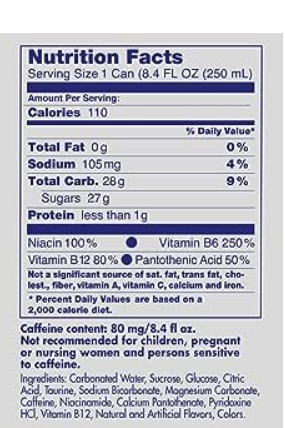 Nutrition Facts
Serving Size 1 Can (8.4 FL OZ (250 mL)
Amount Per Serving:
Calories 110
% Daily Value*
Total Fat 0g 0%
Sodium 105mg 4%
Total Carb. 28g 9%
Sugars 27g
Protein less than 1g
Niacin 100% ● Vitamin B6 250%
Vitamin B12 80% ● Pantothenic Acid 50%
Not a significant source of sat. fat, trans fat, cho-
lest., fiber, vitamin A, vitamin C, calcium and iron.
* Percent Daily Values are based on a
2,000 calorie diet.
Caffeine content: 80 mg/8.4 fl oz.
Not recommended for children, pregnant
or nursing women and persons sensitive
to caffeine.
Ingredients: Carbonated Water, Sucrose, Glucose, Citric
Acid, Taurine, Sodium Bicarbonate, Magnesium Carbonate,
Caffeine, Niacinamide, Calcium Pantothenate, Pyridoxine
HCl, Vitamin B12, Natural and Artificial Flavors, Colors.